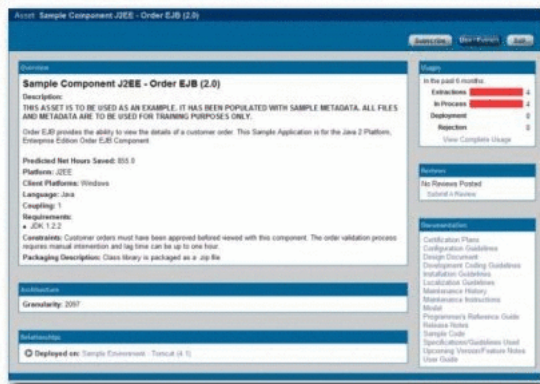 Asset: Sample Component J2EE - Order EJB (2.0)
Subscribe
Edit
Overview
Sample Component J2EE - Order EJB (2.0)
Description:
THIS ASSET IS TO BE USED AS AN EXAMPLE. IT HAS BEEN POPULATED WITH SAMPLE METADATA. ALL FILES
AND METADATA ARE TO BE USED FOR TRAINING PURPOSES ONLY.
Order EJB provides the ability to view the details of a customer order. This Sample Application is for the Java 2 Platform,
Enterprise Edition Order EJB Component
Predicted Net Hours Saved: 855.0
Platform: J2EE
Client Platforms: Windows
Language: Java
Coupling: 1
Requirements:
• JDK 1.2.2
Constraints: Customer orders must have been approved before viewed with this component. The order validation process
requires manual intervention and lag time can be up to one hour.
Packaging Description: Class library is packaged as a .zip file
Architecture
Granularity: 2097
Relationships
Deployed on: Sample Environment - Tomcat (4.1)
Usages
In the past 6 months
Extractions 4
In Process 4
Deployment 0
Rejection 0
View Complete Usage
Reviews
No Reviews Posted
Submit a Review
Documentation
Certification Plans
Configuration Guidelines
Design Document
Development Coding Guidelines
Installation Guidelines
Localization Guidelines
Maintenance History
Maintenance Instructions
Model
Programmer's Reference Guide
Release Notes
Sample Code
Specifications/Guidelines Used
Upcoming Version/Feature Notes
User Guide